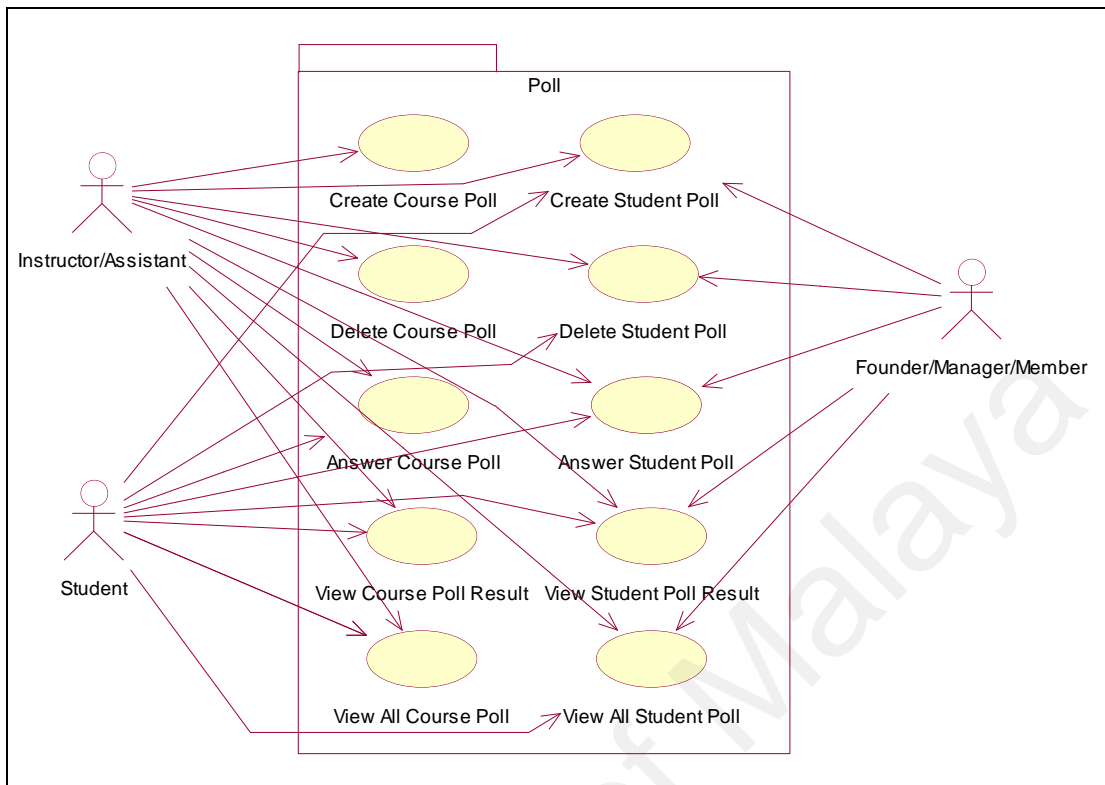 Poll
Create Course Poll
Create Student Poll
Instructor/Assistant
Delete Course Poll
Delete Student Poll
Founder/Manager/Member
Answer Course Poll
Answer Student Poll
Student
View Course Poll Result
View Student Poll Result
View All Course Poll
View All Student Poll
of Malaya